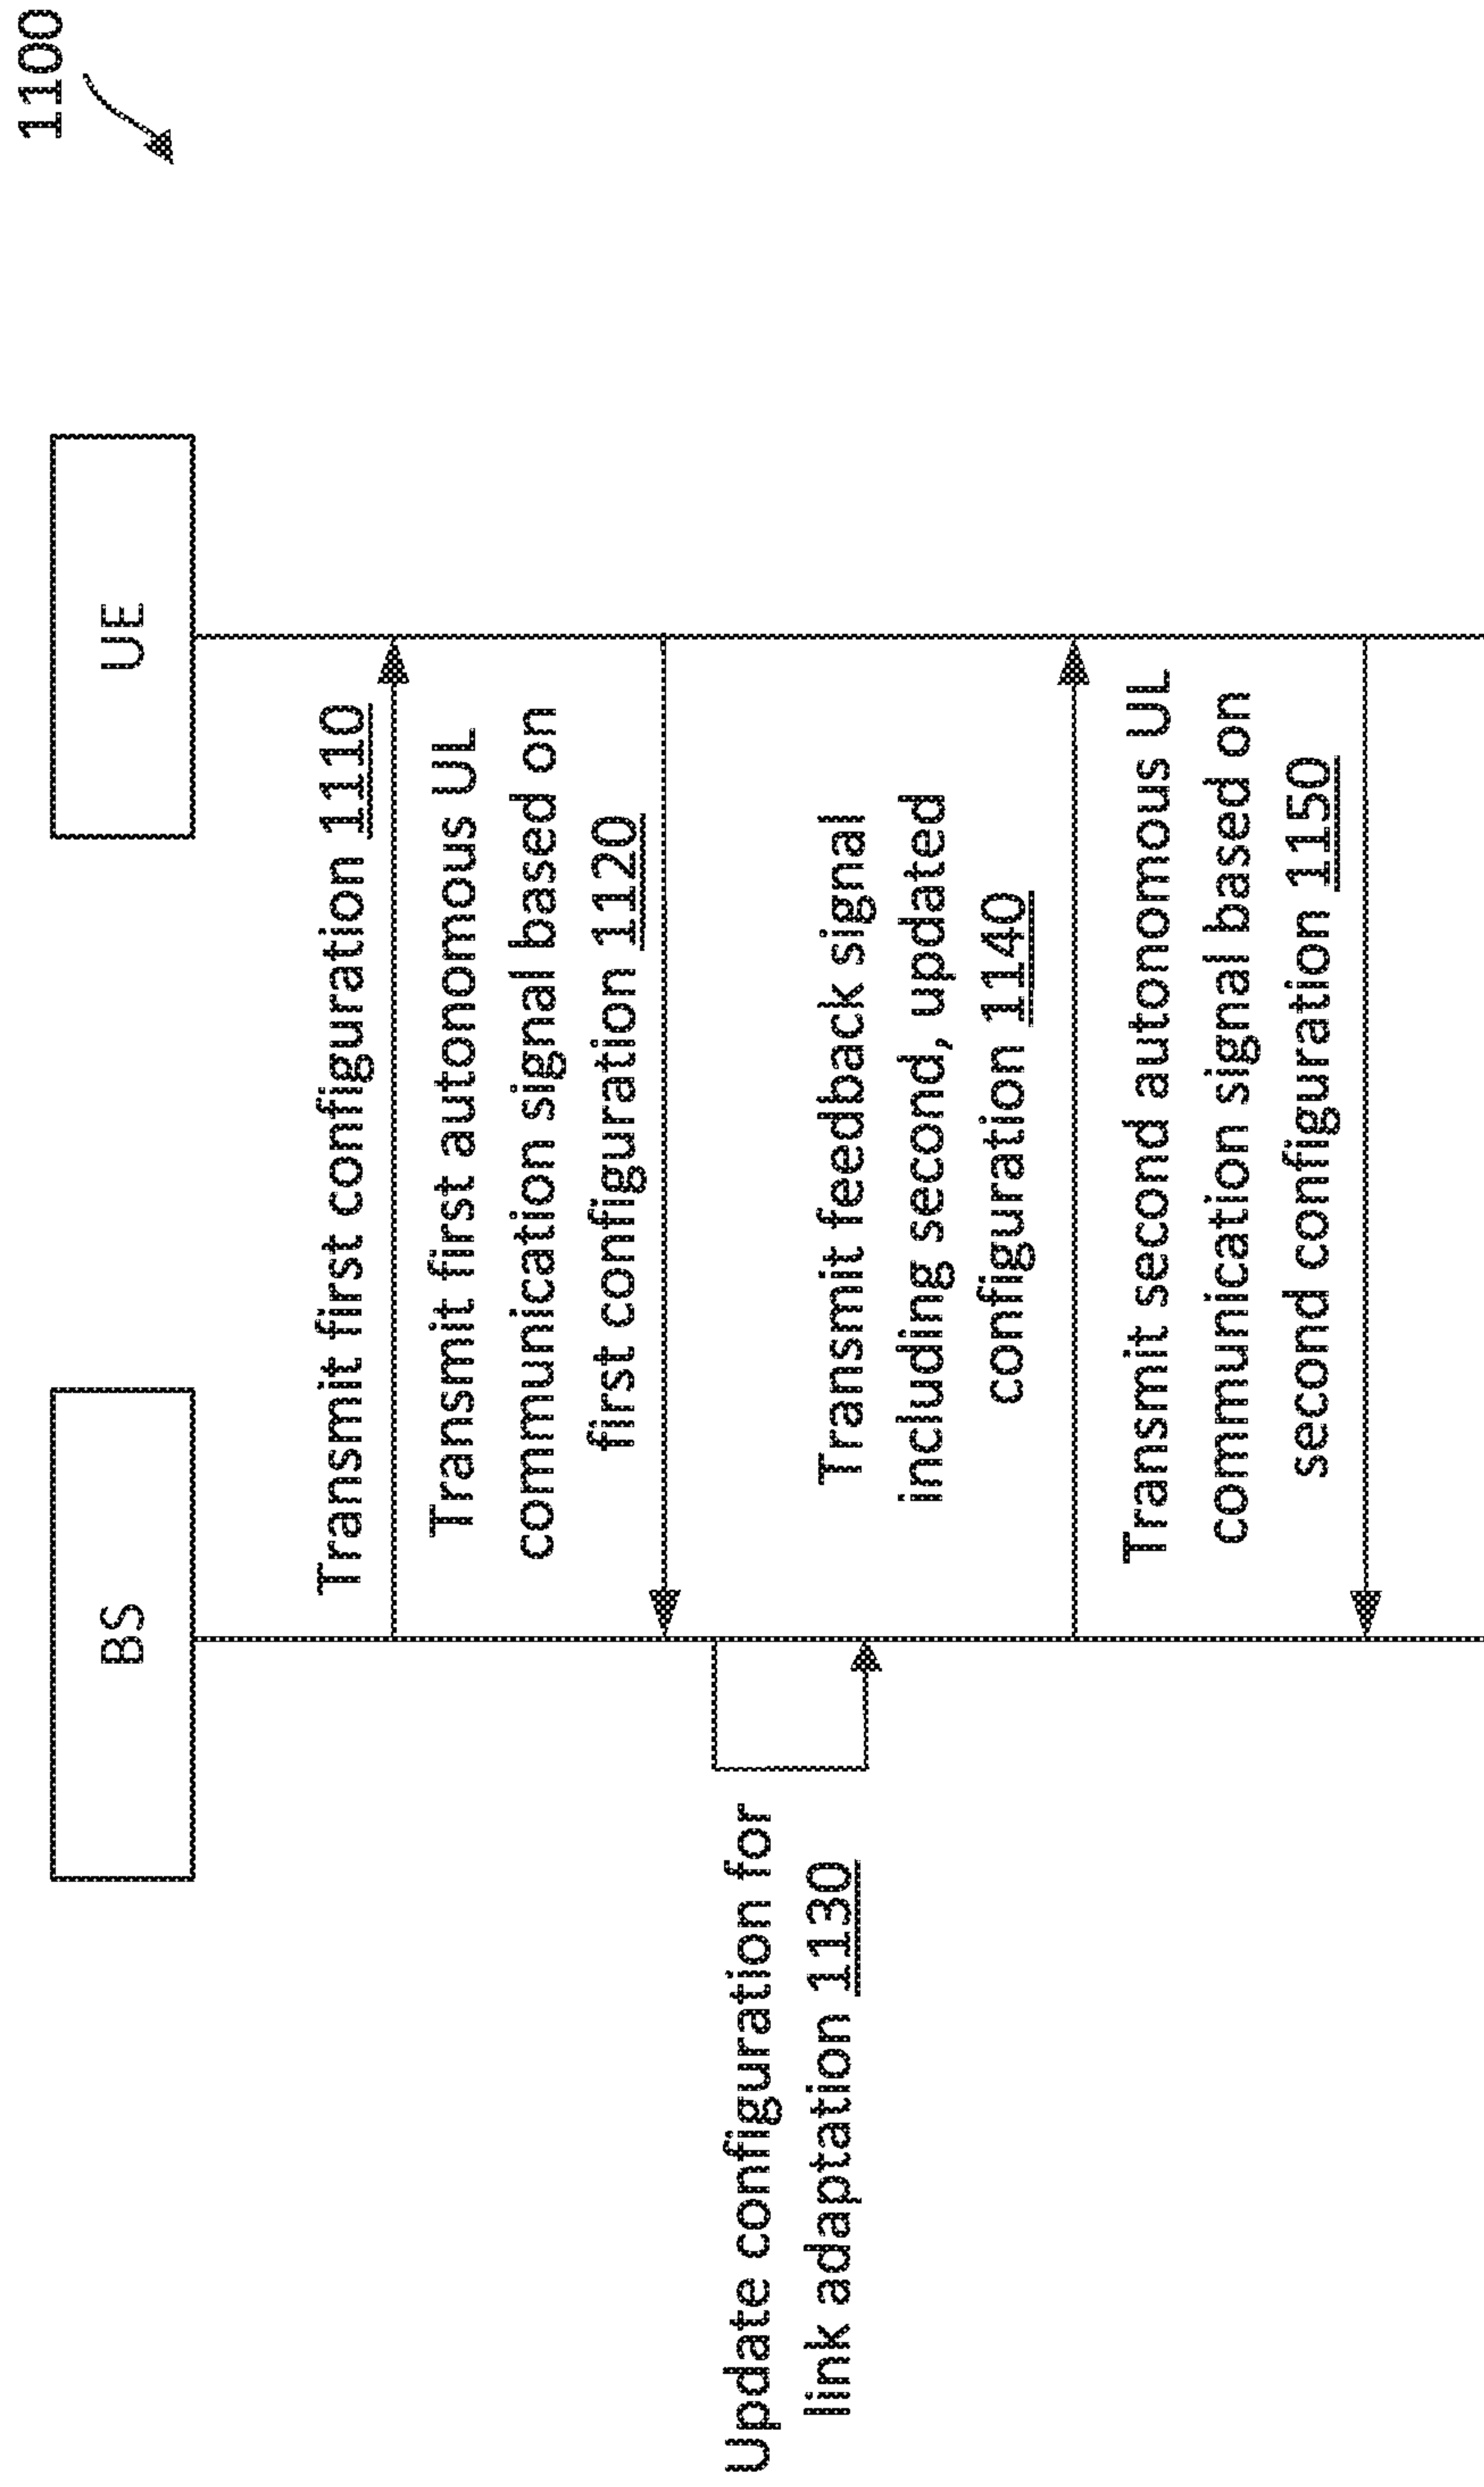 1100
BS
UE
Transmit first configuration 1110
Transmit first autonomous UL
communication signal based on
first configuration 1120
Update configuration for
link adaptation 1130
Transmit feedback signal
including second, updated
configuration 1140
Transmit second autonomous UL
communication signal based on
second configuration 1150